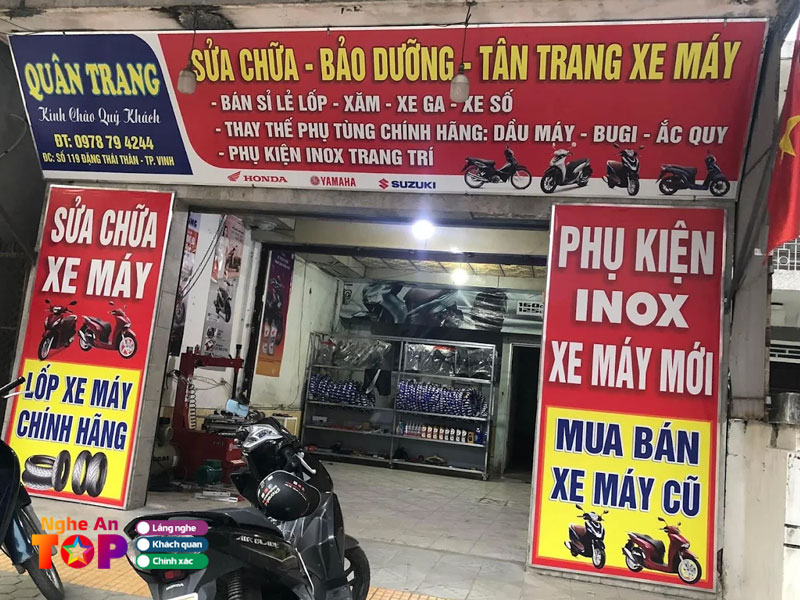 QUÂN TRANG
Kính Chào Quý Khách
ĐT: 0978 79 4244
ĐC: SỐ 119 ĐẶNG THÁI THÂN - TP. VINH
SỬA CHỮA - BẢO DƯỠNG - TÂN TRANG XE MÁY
- BÁN SỈ LẺ LỐP - XĂM - XE GA - XE SỐ
- THAY THẾ PHỤ TÙNG CHÍNH HÃNG: DẦU MÁY - BUGI - ẮC QUY
- PHỤ KIỆN INOX TRANG TRÍ
HONDA YAMAHA SUZUKI
SỬA CHỮA
XE MÁY
LỐP XE MÁY
CHÍNH HÃNG
PHỤ KIỆN
INOX
XE MÁY MỚI
MUA BÁN
XE MÁY CŨ
AIR BLADE
Nghe An
TOP
Lắng nghe
Khách quan
Chính xác